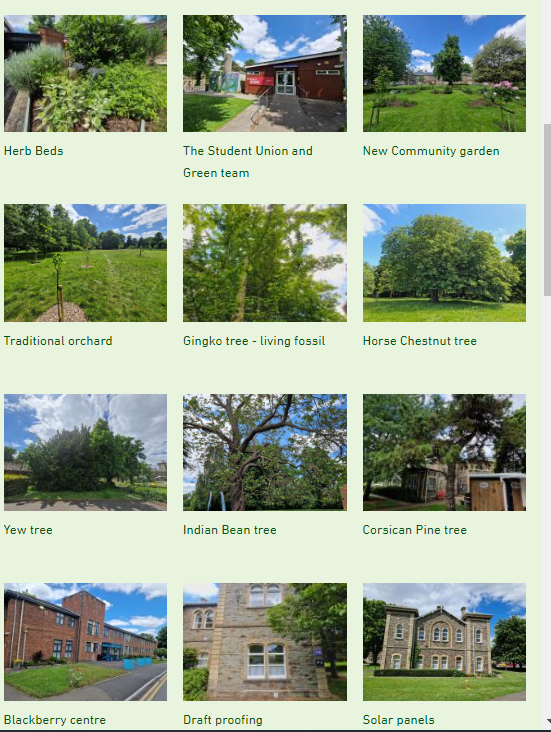 Herb Beds
The Student Union and
Green team
New Community garden
Traditional orchard
Gingko tree - living fossil
Horse Chestnut tree
Yew tree
Indian Bean tree
Corsican Pine tree
Blackberry centre
Draft proofing
Solar panels